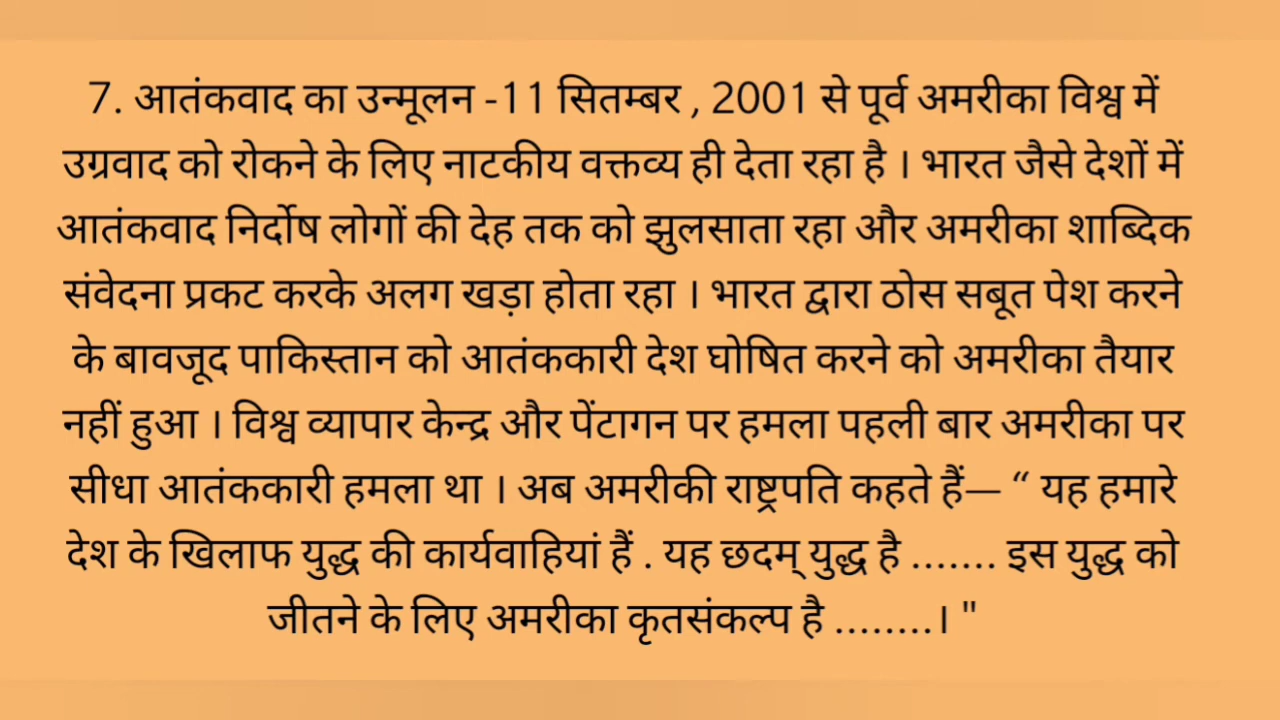 7. आतंकवाद का उन्मूलन -11 सितम्बर , 2001 से पूर्व अमरीका विश्व में
उग्रवाद को रोकने के लिए नाटकीय वक्तव्य ही देता रहा है । भारत जैसे देशों में
आतंकवाद निर्दोष लोगों की देह तक को झुलसाता रहा और अमरीका शाब्दिक
संवेदना प्रकट करके अलग खड़ा होता रहा । भारत द्वारा ठोस सबूत पेश करने
के बावजूद पाकिस्तान को आतंककारी देश घोषित करने को अमरीका तैयार
नहीं हुआ । विश्व व्यापार केन्द्र और पेंटागन पर हमला पहली बार अमरीका पर
सीधा आतंककारी हमला था । अब अमरीकी राष्ट्रपति कहते हैं— “ यह हमारे
देश के खिलाफ युद्ध की कार्यवाहियां हैं . यह छदम् युद्ध है ....... इस युद्ध को
जीतने के लिए अमरीका कृतसंकल्प है ........। "